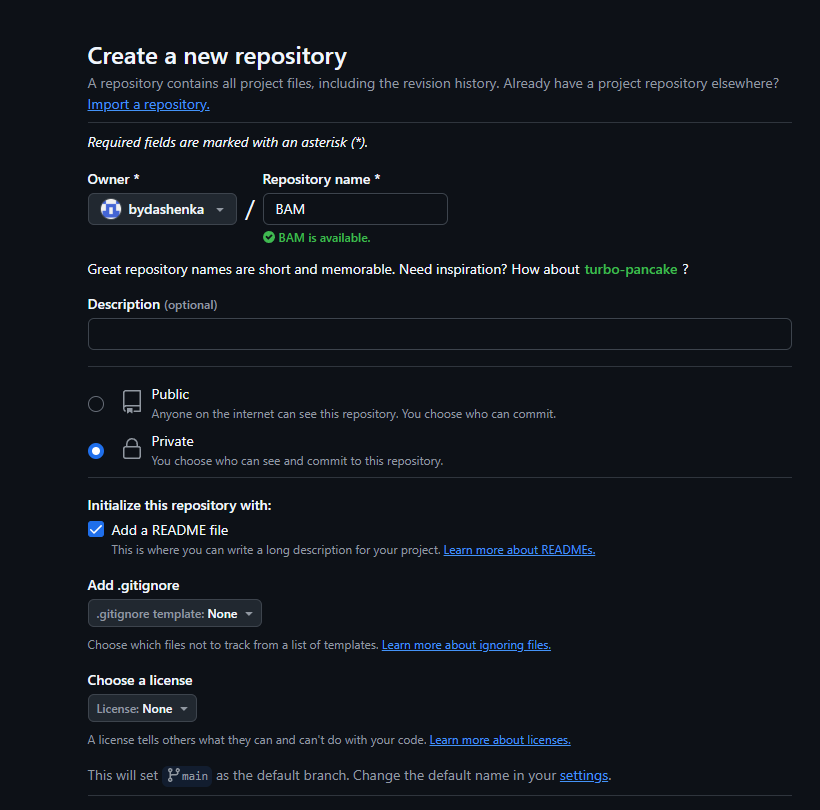 Create a new repository
A repository contains all project files, including the revision history. Already have a project repository elsewhere?
Import a repository.
Required fields are marked with an asterisk (*).
Owner * Repository name *
bydashenka / BAM
BAM is available.
Great repository names are short and memorable. Need inspiration? How about turbo-pancake ?
Description (optional)
Public
Anyone on the internet can see this repository. You choose who can commit.
Private
You choose who can see and commit to this repository.
Initialize this repository with:
Add a README file
This is where you can write a long description for your project. Learn more about READMEs.
Add .gitignore
.gitignore template: None
Choose which files not to track from a list of templates. Learn more about ignoring files.
Choose a license
License: None
A license tells others what they can and can't do with your code. Learn more about licenses.
This will set main as the default branch. Change the default name in your settings.